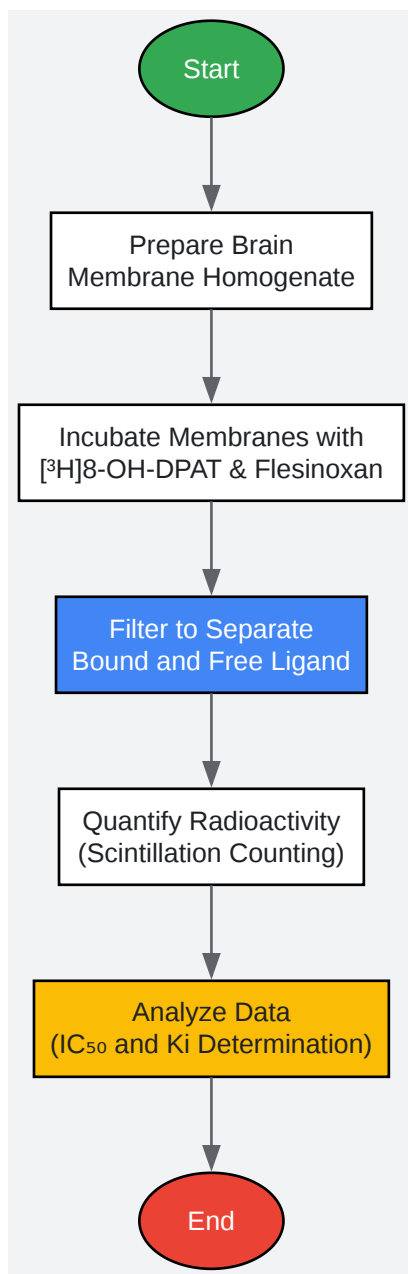 Start
Prepare Brain
Membrane Homogenate
Incubate Membranes with
[³H]8-OH-DPAT & Flesinoxan
Filter to Separate
Bound and Free Ligand
Quantify Radioactivity
(Scintillation Counting)
Analyze Data
(IC₅₀ and Ki Determination)
End